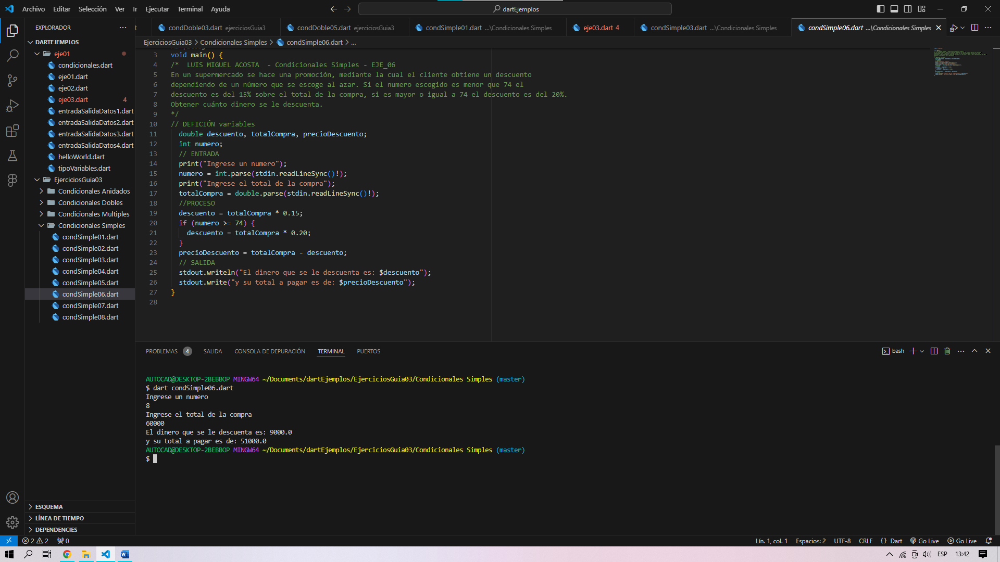 Archivo Editar Selección Ver Ir Ejecutar Terminal Ayuda
dartEjemplos
EXPLORADOR
DARTEJEMPLOS
eje01
condicionales.dart
eje01.dart
eje02.dart
eje03.dart 4
entradaSalidaDatos1.dart
entradaSalidaDatos2.dart
entradaSalidaDatos3.dart
entradaSalidaDatos4.dart
helloWorld.dart
tipoVariables.dart
EjerciciosGuia03
Condicionales Anidados
Condicionales Dobles
Condicionales Multiples
Condicionales Simples
condSimple01.dart
condSimple02.dart
condSimple03.dart
condSimple04.dart
condSimple05.dart
condSimple06.dart
condSimple07.dart
condSimple08.dart
ESQUEMA
LÍNEA DE TIEMPO
DEPENDENCIES
condDoble03.dart ejerciciosGuia3 condDoble05.dart ejerciciosGuia3 condSimple01.dart ...\Condicionales Simples eje03.dart 4 condSimple03.dart ...\Condicionales Simples condSimple06.dart ...\Condicionales Simples
EjerciciosGuia03 > Condicionales Simples > condSimple06.dart > ...
3 void main() {
4 /*  LUIS MIGUEL ACOSTA  - Condicionales Simples - EJE_06
5 En un supermercado se hace una promoción, mediante la cual el cliente obtiene un descuento
6 dependiendo de un número que se escoge al azar. Si el numero escogido es menor que 74 el
7 descuento es del 15% sobre el total de la compra, si es mayor o igual a 74 el descuento es del 20%.
8 Obtener cuánto dinero se le descuenta.
9 */
10 // DEFICIÓN variables
11 double descuento, totalCompra, precioDescuento;
12 int numero;
13 // ENTRADA
14 print("Ingrese un numero");
15 numero = int.parse(stdin.readLineSync()!);
16 print("Ingrese el total de la compra");
17 totalCompra = double.parse(stdin.readLineSync()!);
18 //PROCESO
19 descuento = totalCompra * 0.15;
20 if (numero >= 74) {
21 descuento = totalCompra * 0.20;
22 }
23 precioDescuento = totalCompra - descuento;
24 // SALIDA
25 stdout.writeln("El dinero que se le descuenta es: $descuento");
26 stdout.write("y su total a pagar es de: $precioDescuento");
27 }
28
PROBLEMAS 4 SALIDA CONSOLA DE DEPURACIÓN TERMINAL PUERTOS
bash
AUTOCAD@DESKTOP-2BEBBOP MINGW64 ~/Documents/dartEjemplos/EjerciciosGuia03/Condicionales Simples (master)
$ dart condSimple06.dart
Ingrese un numero
8
Ingrese el total de la compra
60000
El dinero que se le descuenta es: 9000.0
y su total a pagar es de: 51000.0
AUTOCAD@DESKTOP-2BEBBOP MINGW64 ~/Documents/dartEjemplos/EjerciciosGuia03/Condicionales Simples (master)
$
2 2 0
Lín. 1, col. 1 Espacios: 2 UTF-8 CRLF {} Dart Go Live Go Live
ESP 13:42